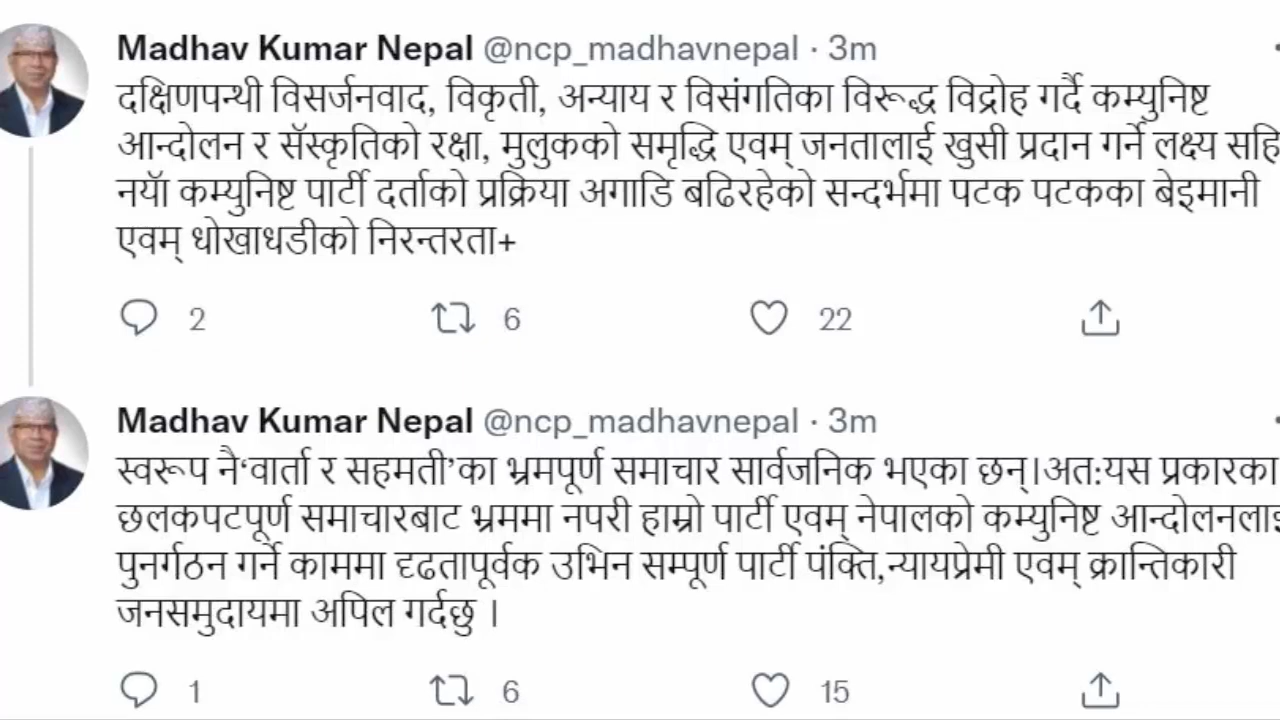 Madhav Kumar Nepal @ncp_madhavnepal · 3m
दक्षिणपन्थी विसर्जनवाद, विकृती, अन्याय र विसंगतिका विरूद्ध विद्रोह गर्दै कम्युनिष्ट
आन्दोलन र सॅस्कृतिको रक्षा, मुलुकको समृद्धि एवम् जनतालाई खुसी प्रदान गर्ने लक्ष्य
नयॅा कम्युनिष्ट पार्टी दर्ताको प्रक्रिया अगाडि बढिरहेको सन्दर्भमा पटक पटकका बेइमानी
एवम् धोखाधडीको निरन्तरता+
2 6 22
Madhav Kumar Nepal @ncp_madhavnepal · 3m
स्वरूप नै‘वार्ता र सहमती’का भ्रमपूर्ण समाचार सार्वजनिक भएका छन्।अत:यस प्रकारका
छलकपटपूर्ण समाचारबाट भ्रममा नपरी हाम्रो पार्टी एवम् नेपालको कम्युनिष्ट
पुनर्गठन गर्ने काममा दृढतापूर्वक उभिन सम्पूर्ण पार्टी पंक्ति,न्यायप्रेमी एवम् क्रान्तिकारी
जनसमुदायमा अपिल गर्दछु ।
1 6 15